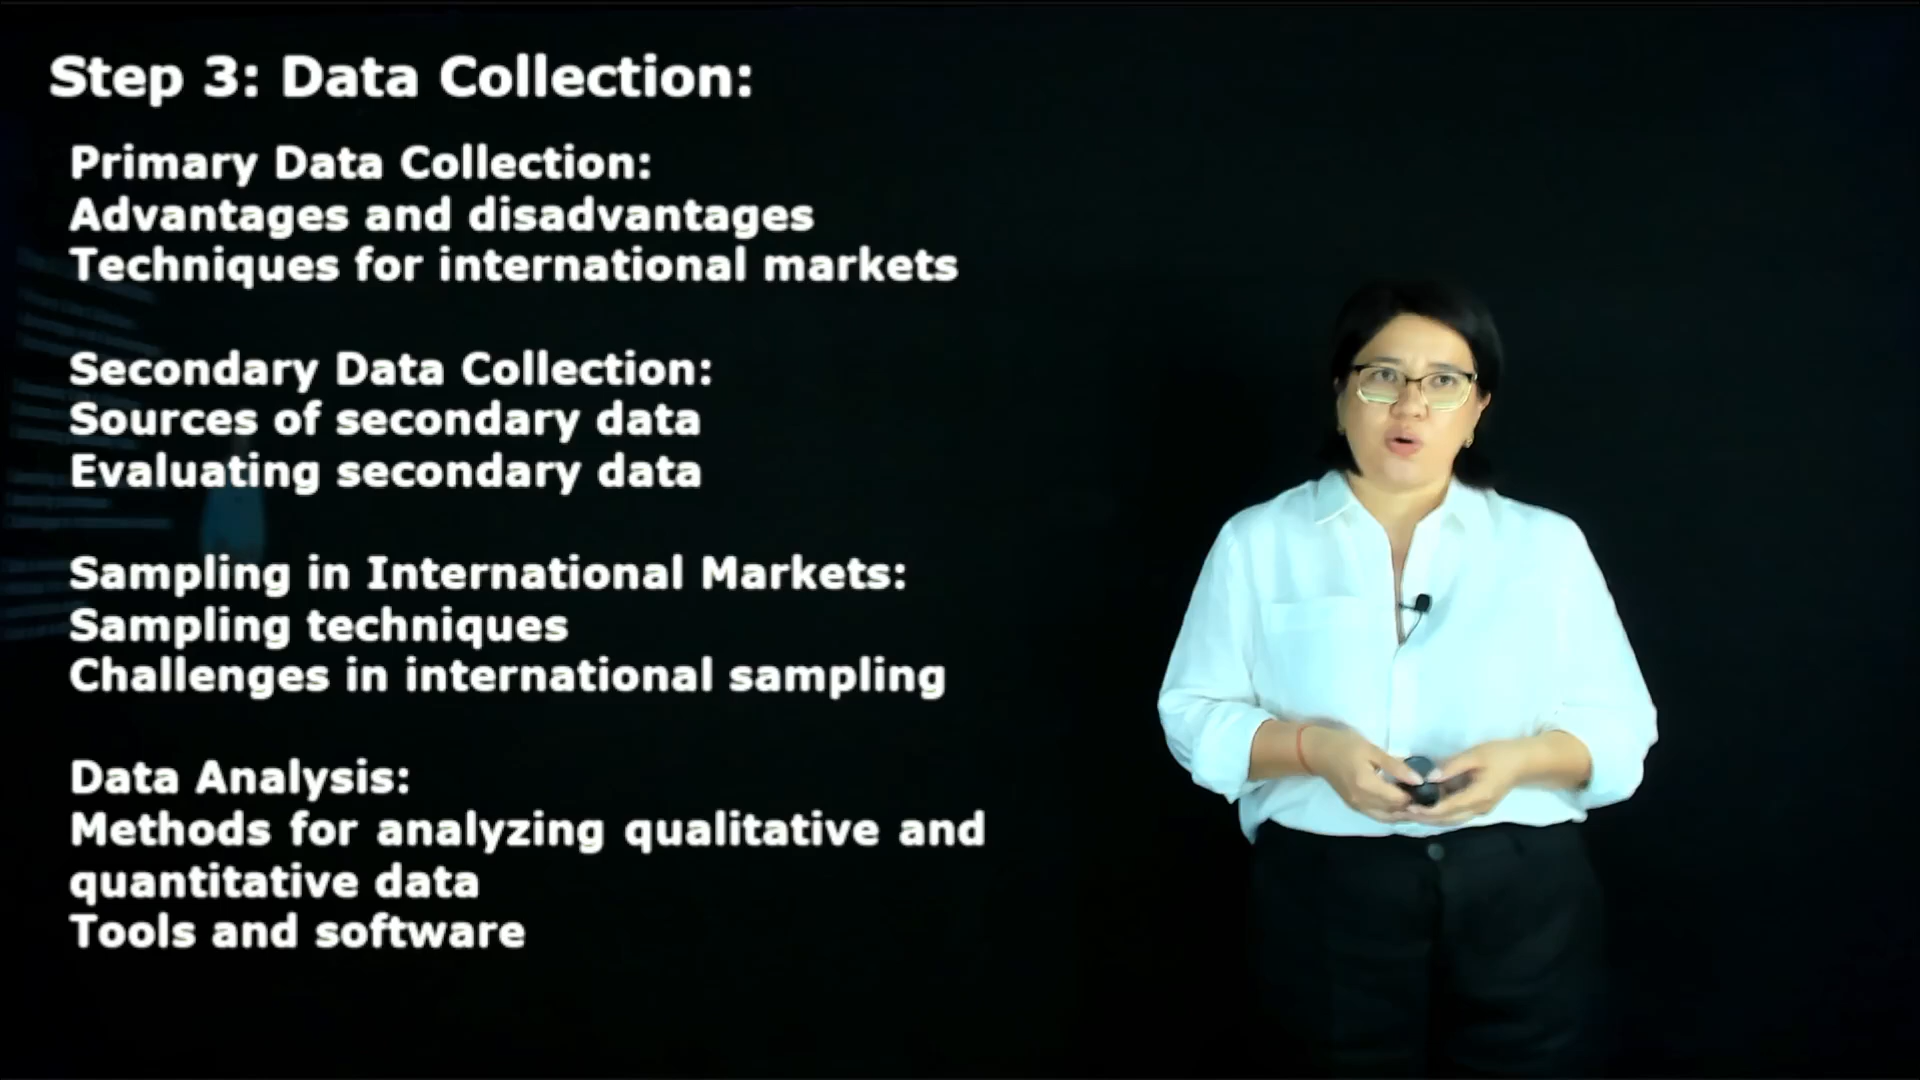 Step 3: Data Collection:
Primary Data Collection:
Advantages and disadvantages
Techniques for international markets
Secondary Data Collection:
Sources of secondary data
Evaluating secondary data
Sampling in International Markets:
Sampling techniques
Challenges in international sampling
Data Analysis:
Methods for analyzing qualitative and
quantitative data
Tools and software